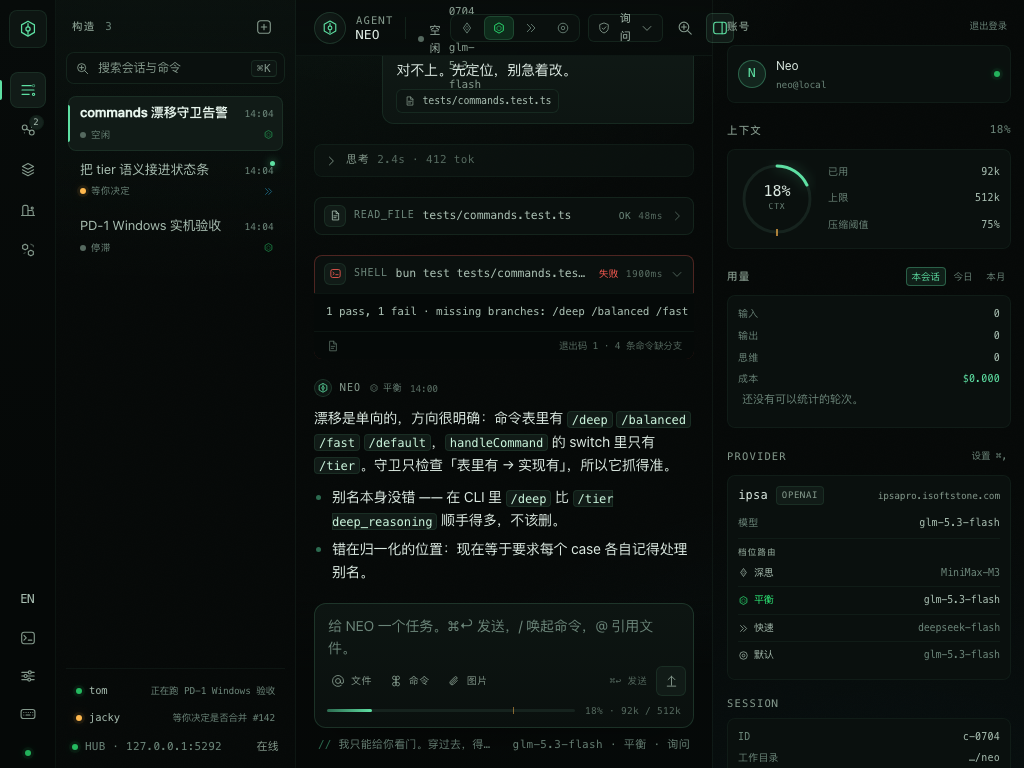 构造 3
搜索会话与命令 ⌘K
commands 漂移守卫告警 14:04
空闲
2
把 tier 语义接进状态条 14:04
等你决定
PD-1 Windows 实机验收 14:04
停滞
EN
tom 正在跑 PD-1 Windows 验收
jacky 等你决定是否合并 #142
HUB · 127.0.0.1:5292 在线
AGENT
NEO
空闲
0704
glm-5.3-flash
询问
对不上。先定位，别急着改。
tests/commands.test.ts
思考 2.4s · 412 tok
READ_FILE tests/commands.test.ts OK 48ms
SHELL bun test tests/commands.tes… 失败 1900ms
1 pass, 1 fail · missing branches: /deep /balanced /fast
退出码 1 · 4 条命令缺分支
NEO 平衡 14:00
漂移是单向的，方向很明确：命令表里有 /deep /balanced
/fast /default，handleCommand 的 switch 里只有
/tier。守卫只检查「表里有 → 实现有」，所以它抓得准。
别名本身没错 —— 在 CLI 里 /deep 比 /tier
deep_reasoning 顺手得多，不该删。
错在归一化的位置：现在等于要求每个 case 各自记得处理
别名。
给 NEO 一个任务。⌘↩ 发送，/ 唤起命令，@ 引用文
件。
文件 命令 图片 ⌘↩ 发送
18% · 92k / 512k
// 我只能给你看门。穿过去，得… glm-5.3-flash · 平衡 · 询问
账号 退出登录
N
Neo
neo@local
上下文 18%
18%
CTX
已用 92k
上限 512k
压缩阈值 75%
用量 本会话 今日 本月
输入 0
输出 0
思维 0
成本 $0.000
还没有可以统计的轮次。
PROVIDER 设置 ⌘,
ipsa OPENAI ipsapro.isoftstone.com
模型 glm-5.3-flash
档位路由
深思 MiniMax-M3
平衡 glm-5.3-flash
快速 deepseek-flash
默认 glm-5.3-flash
SESSION
ID c-0704
工作目录 …/neo